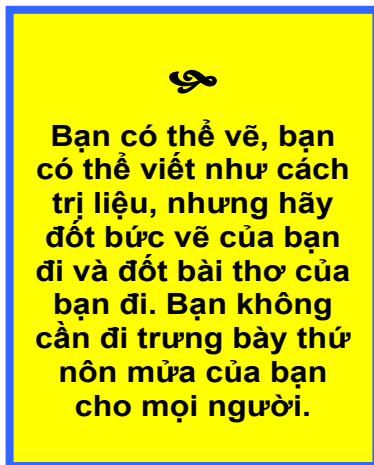 Bạn có thể vẽ, bạn
có thể viết như cách
trị liệu, nhưng hãy
đốt bức vẽ của bạn
đi và đốt bài thơ của
bạn đi. Bạn không
cần đi trưng bày thứ
nôn mửa của bạn
cho mọi người.